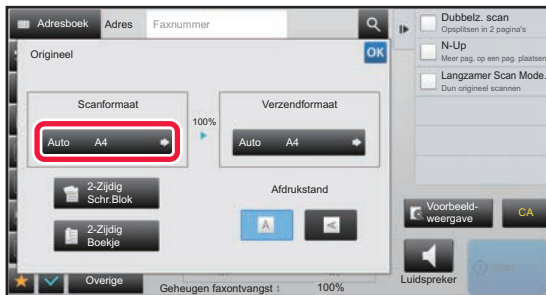 Adresboek
Adres
Faxnummer
Origineel
OK
Scanformaat
100%
Verzendformaat
Auto A4
Auto A4
2-Zijdig
Schr.Blok
2-Zijdig
Boekje
Afdrukstand
A
A
Overige
Geheugen faxontvangst :
100%
Dubbelz. scan
Opsplitsen in 2 pagina's
N-Up
Meer pag. op een pag. plaatsen
Langzamer Scan Mode.
Dun origineel scannen
Voorbeeld-
weergave
CA
Luidspreker
Start